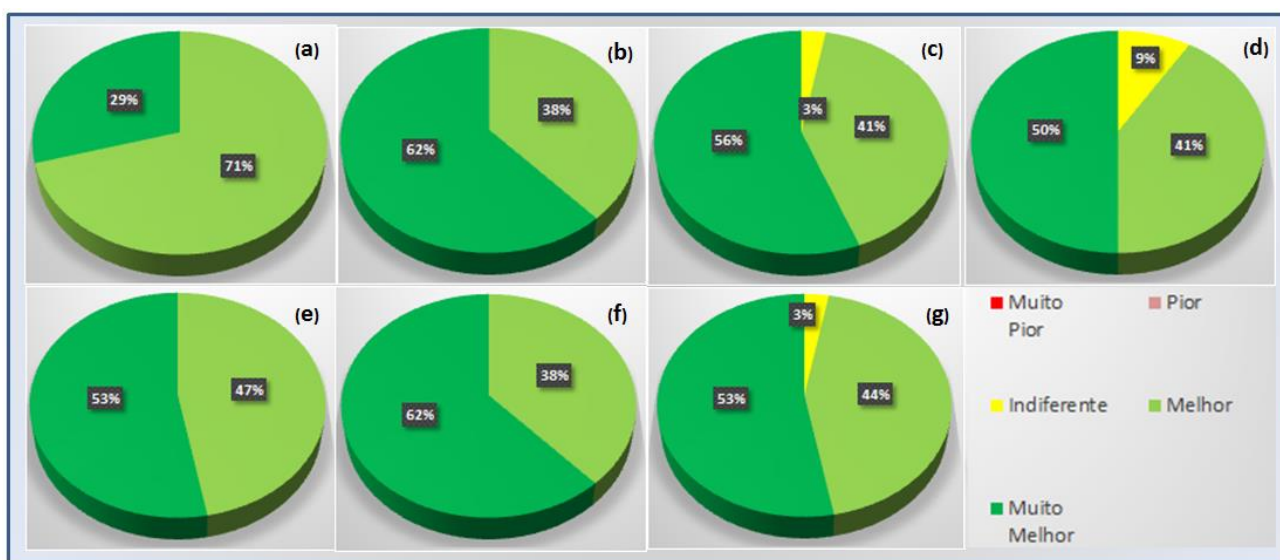 (a)
29%
71%
(b)
38%
62%
(c)
3%
41%
56%
(d)
9%
50%
41%
(e)
53%
47%
(f)
38%
62%
(g)
3%
53%
44%
Muito
Pior
Pior
Indiferente
Melhor
Muito
Melhor